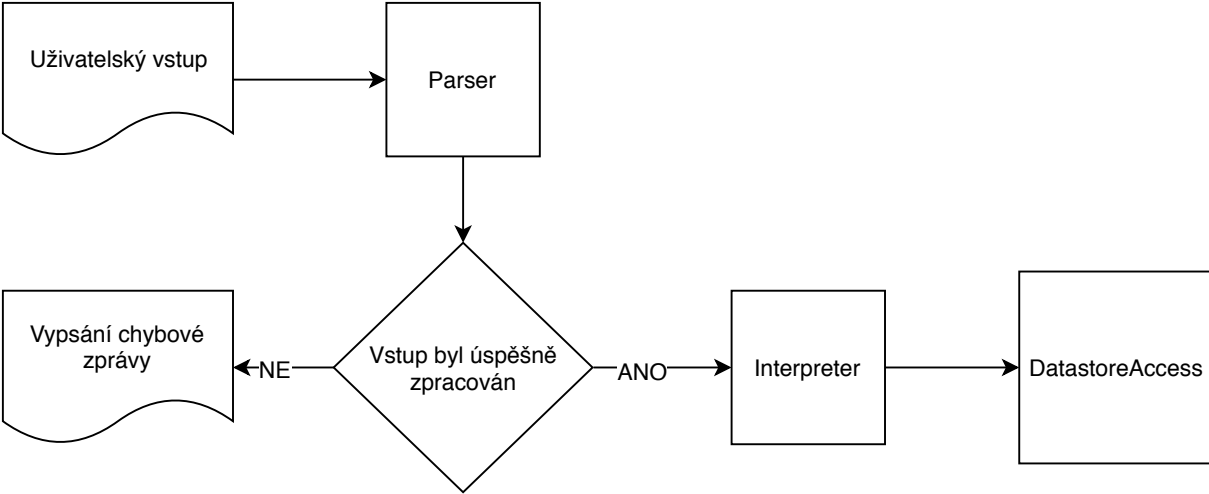 Uživatelský vstup
Parser
Vypsání chybové
zprávy
NE
Vstup byl úspěšně
zpracován
ANO
Interpreter
DatastoreAccess